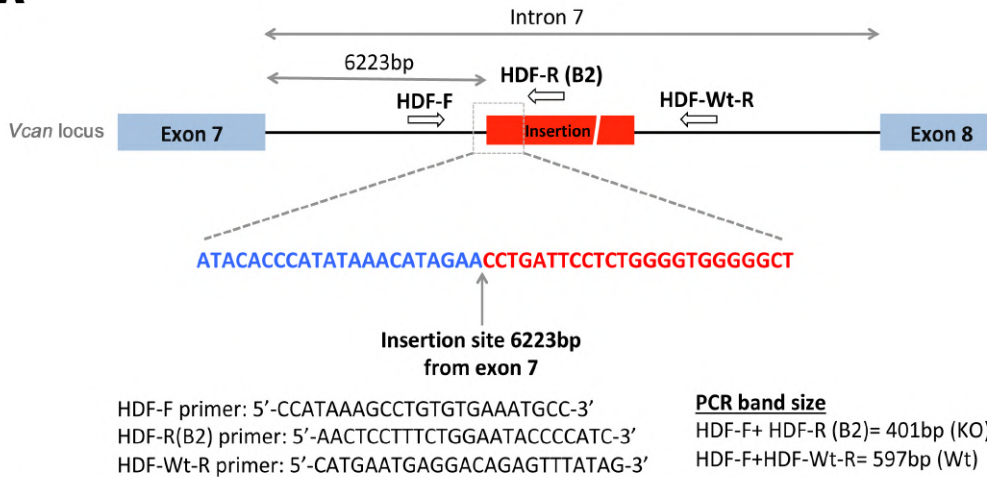 Intron 7
6223bp
HDF-R (B2)
HDF-F
HDF-Wt-R
Vcan locus
Exon 7
Insertion
Exon 8
ATACACCCATATAAACATAGAACCTGATTCCTCTGGGGTGGGGGCT
Insertion site 6223bp
from exon 7
HDF-F primer: 5’-CCATAAAGCCTGTGTGAAATGCC-3’
HDF-R(B2) primer: 5’-AACTCCTTTCTGGAATACCCCATC-3’
HDF-Wt-R primer: 5’-CATGAATGAGGACAGAGTTTATAG-3’
PCR band size
HDF-F+ HDF-R (B2)= 401bp (KO)
HDF-F+HDF-Wt-R= 597bp (Wt)